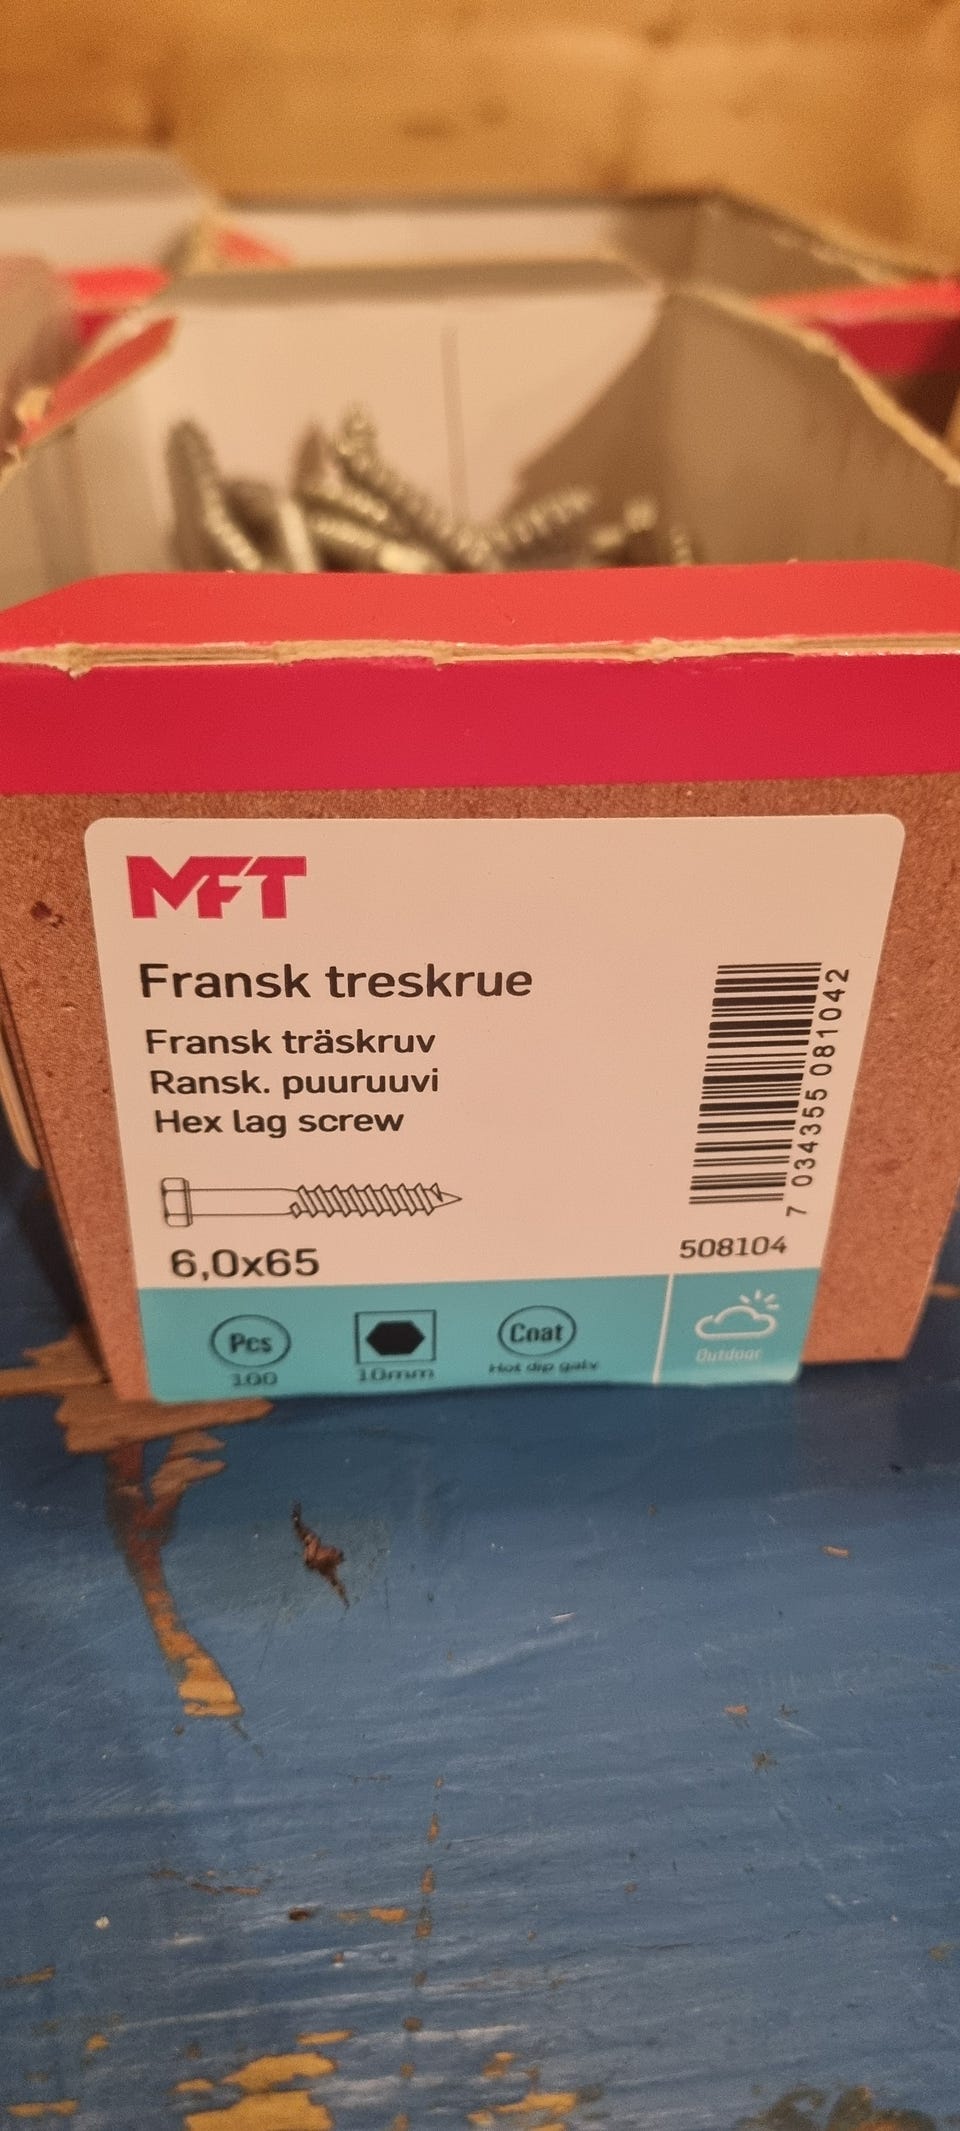 MFT
Fransk treskrue
Fransk träskruv
Ransk. puuruuvi
Hex lag screw
6,0x65
7 034355 081042
508104
Pcs
100
10mm
Coat
Hot dip galv
Outdoor